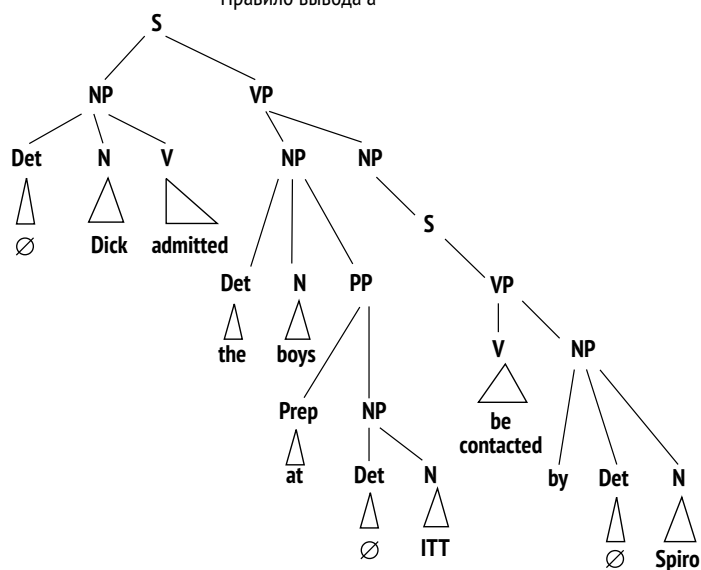 Правило вывода a
S
NP VP
Det N V NP NP
∅ Dick admitted
S
Det N PP VP
the boys
V NP
Prep NP be contacted
at Det N by Det N
∅ ITT ∅ Spiro